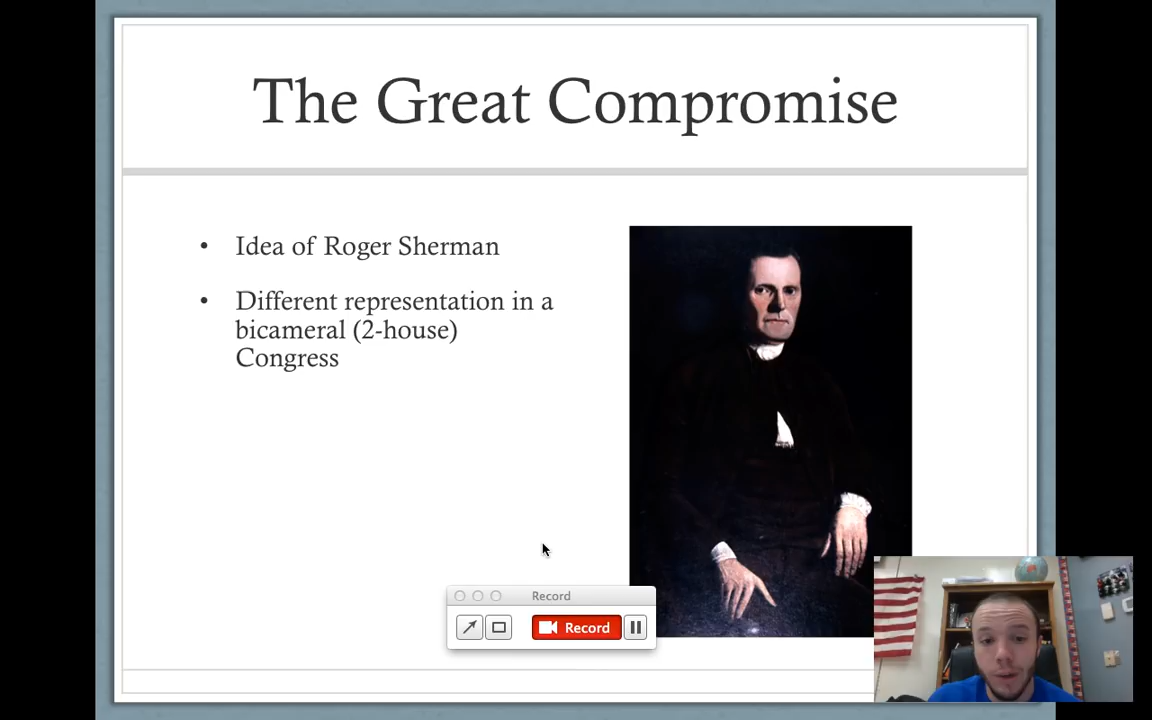 The Great Compromise
• Idea of Roger Sherman
• Different representation in a
bicameral (2-house)
Congress
Record
Record